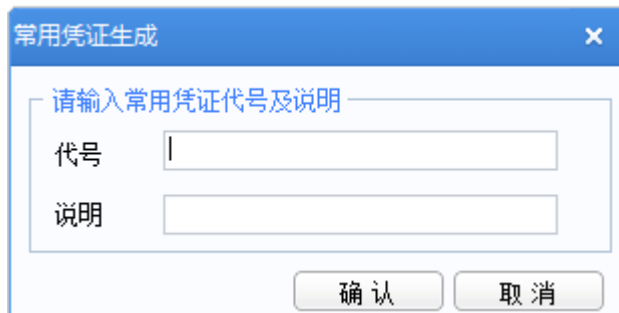 常用凭证生成
请输入常用凭证代号及说明
代号
说明
确认 取消